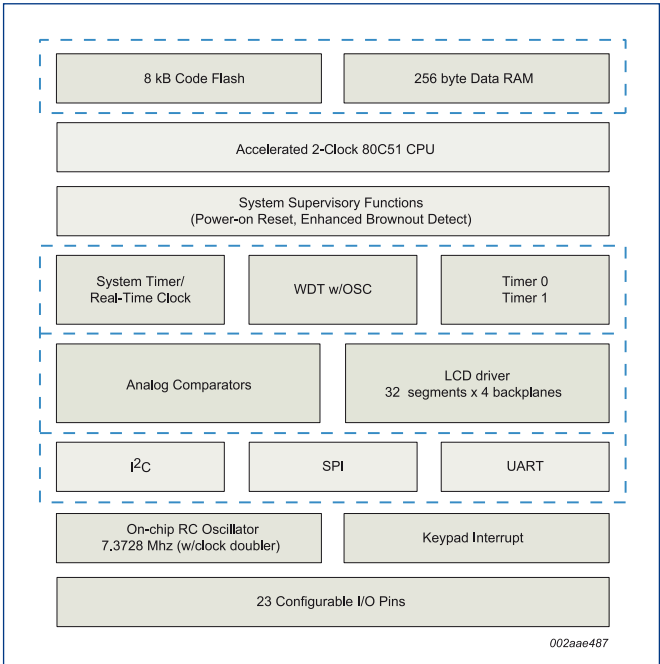 8 kB Code Flash
256 byte Data RAM
Accelerated 2-Clock 80C51 CPU
System Supervisory Functions
(Power-on Reset, Enhanced Brownout Detect)
System Timer/
Real-Time Clock
WDT w/OSC
Timer 0
Timer 1
Analog Comparators
LCD driver
32 segments x 4 backplanes
I²C
SPI
UART
On-chip RC Oscillator
7.3728 Mhz (w/clock doubler)
Keypad Interrupt
23 Configurable I/O Pins
002aae487